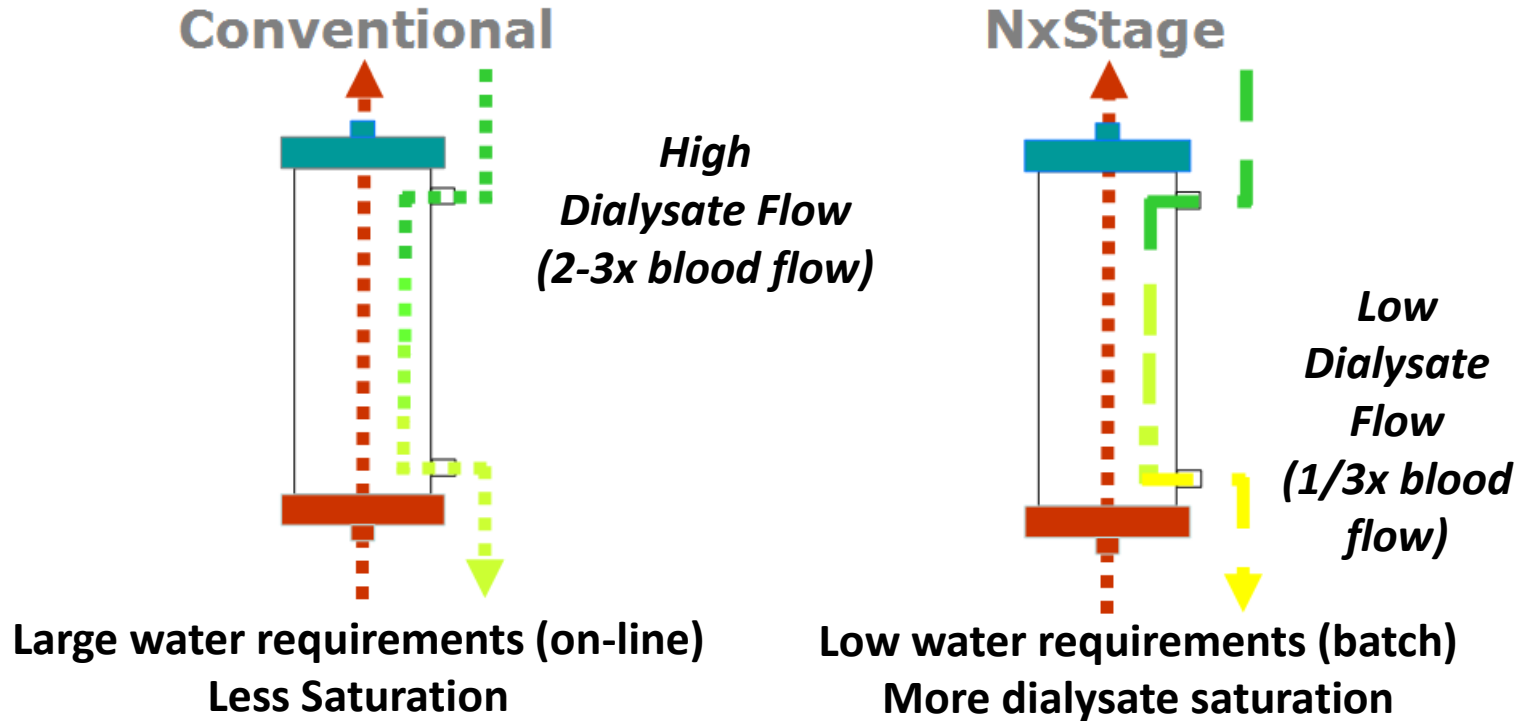 Conventional
High
Dialysate Flow
(2-3x blood flow)
Large water requirements (on-line)
Less Saturation
NxStage
Low
Dialysate
Flow
(1/3x blood
flow)
Low water requirements (batch)
More dialysate saturation